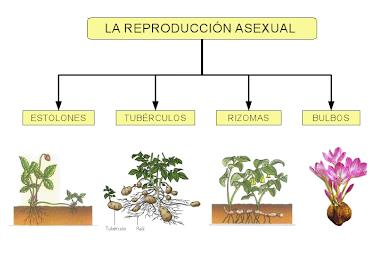 LA REPRODUCCIÓN ASEXUAL
ESTOLONES
TUBÉRCULOS
RIZOMAS
BULBOS
Tubérculo
Raíz